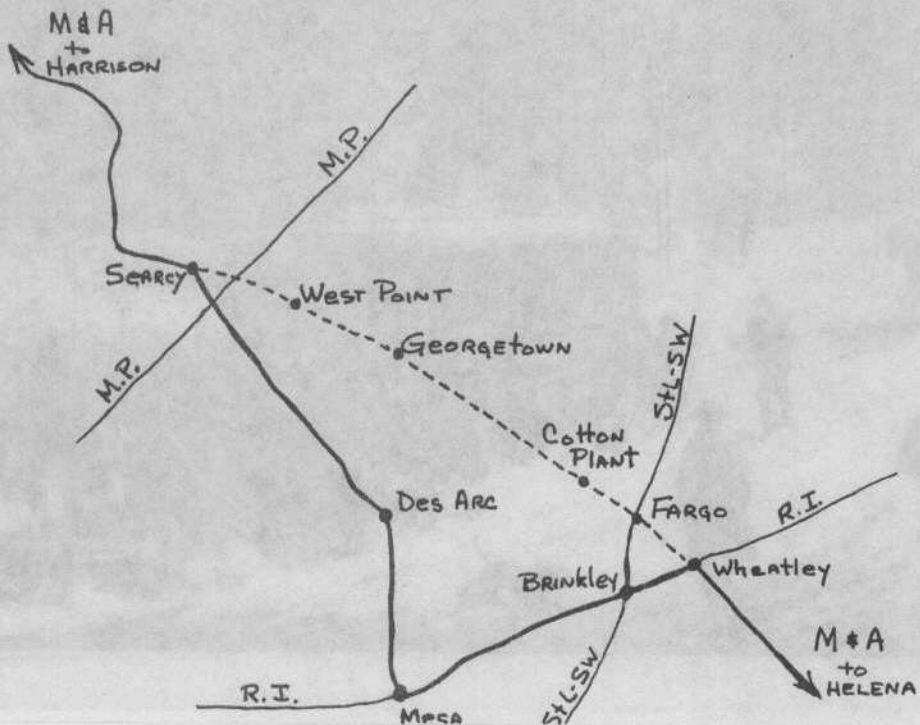 M&A
to
HARRISON
M.P.
SEARCY
WEST POINT
GEORGETOWN
M.P.
StL-SW
COTTON
PLANT
DES ARC
FARGO
R.I.
Wheatley
BRINKLEY
M&A
to
HELENA
R.I.
MESA
StL-SW